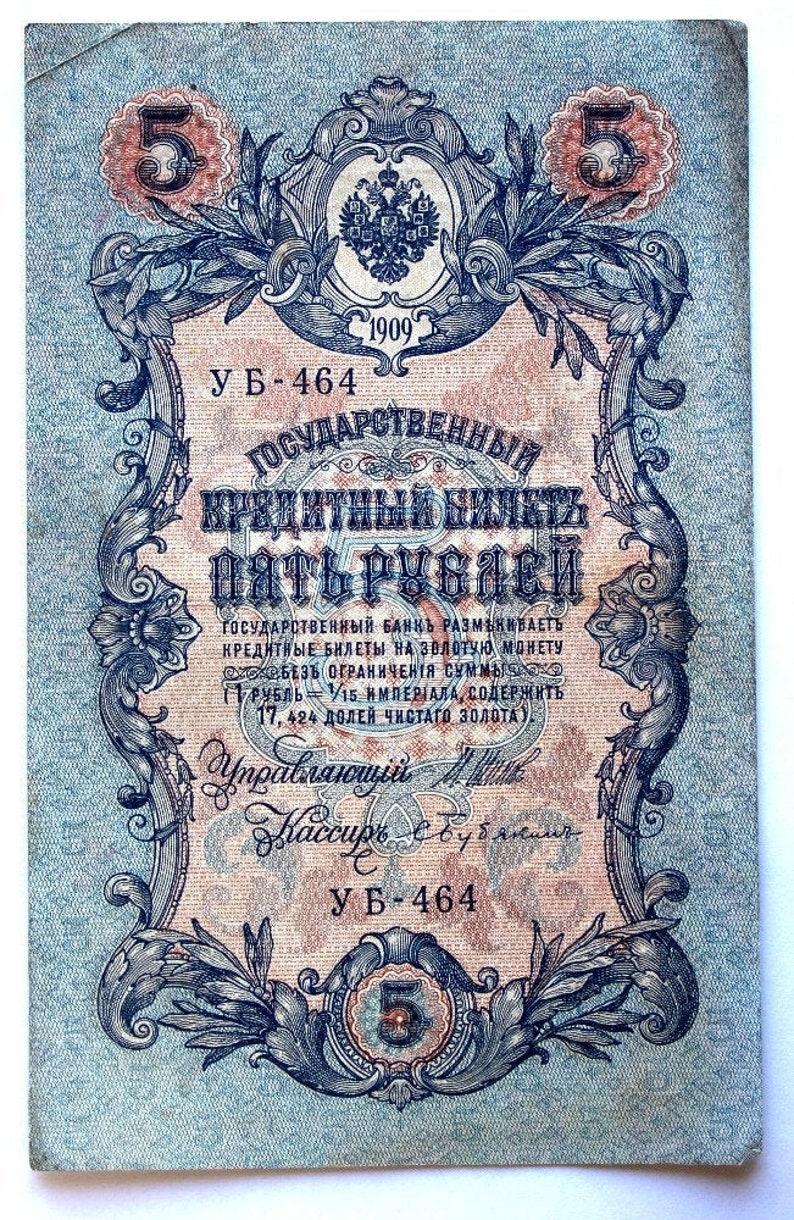 5 5
1909
УБ-464
ГОСУДАРСТВЕННЫЙ
КРЕДИТНЫЙ БИЛЕТЪ
ПЯТЬ РУБЛЕЙ
ГОСУДАРСТВЕННЫЙ БАНКЪ РАЗМѢНИВАЕТЪ
КРЕДИТНЫЕ БИЛЕТЫ НА ЗОЛОТУЮ МОНЕТУ
БЕЗЪ ОГРАНИЧЕНІЯ СУММЫ
(1 РУБЛЬ = 1/15 ИМПЕРІАЛА, СОДЕРЖИТЪ
17,424 ДОЛЕЙ ЧИСТАГО ЗОЛОТА).
Управляющій
Кассиръ
УБ-464
5